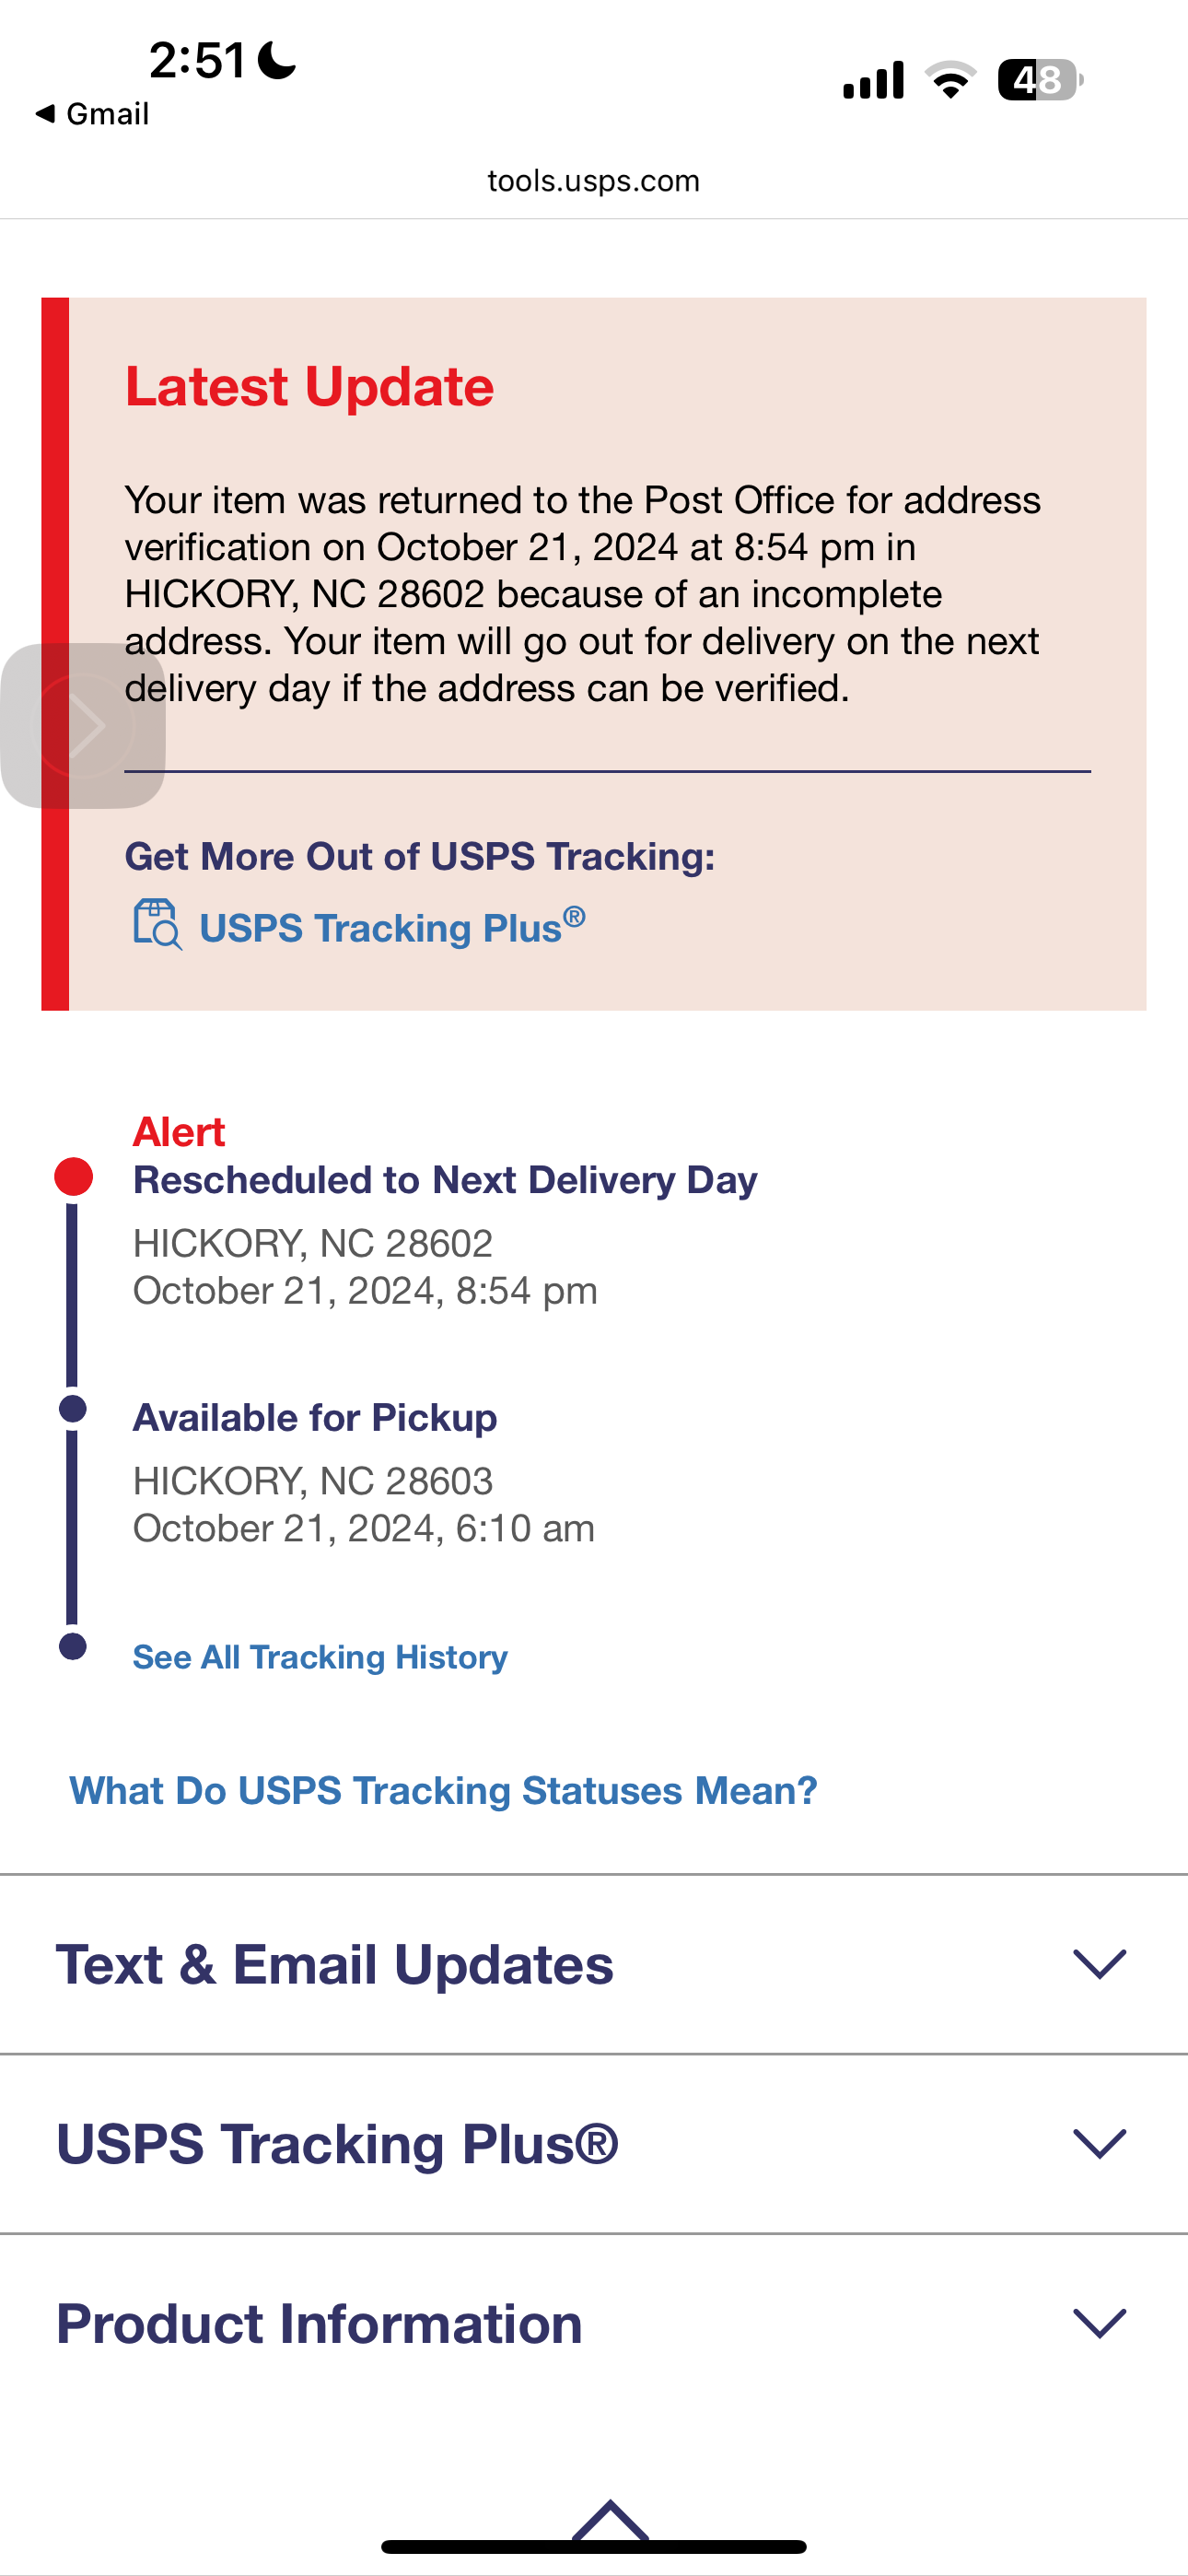 2:51
48
◀ Gmail
tools.usps.com
Latest Update
Your item was returned to the Post Office for address
verification on October 21, 2024 at 8:54 pm in
HICKORY, NC 28602 because of an incomplete
address. Your item will go out for delivery on the next
delivery day if the address can be verified.
Get More Out of USPS Tracking:
USPS Tracking Plus®
Alert
Rescheduled to Next Delivery Day
HICKORY, NC 28602
October 21, 2024, 8:54 pm
Available for Pickup
HICKORY, NC 28603
October 21, 2024, 6:10 am
See All Tracking History
What Do USPS Tracking Statuses Mean?
Text & Email Updates
USPS Tracking Plus®
Product Information